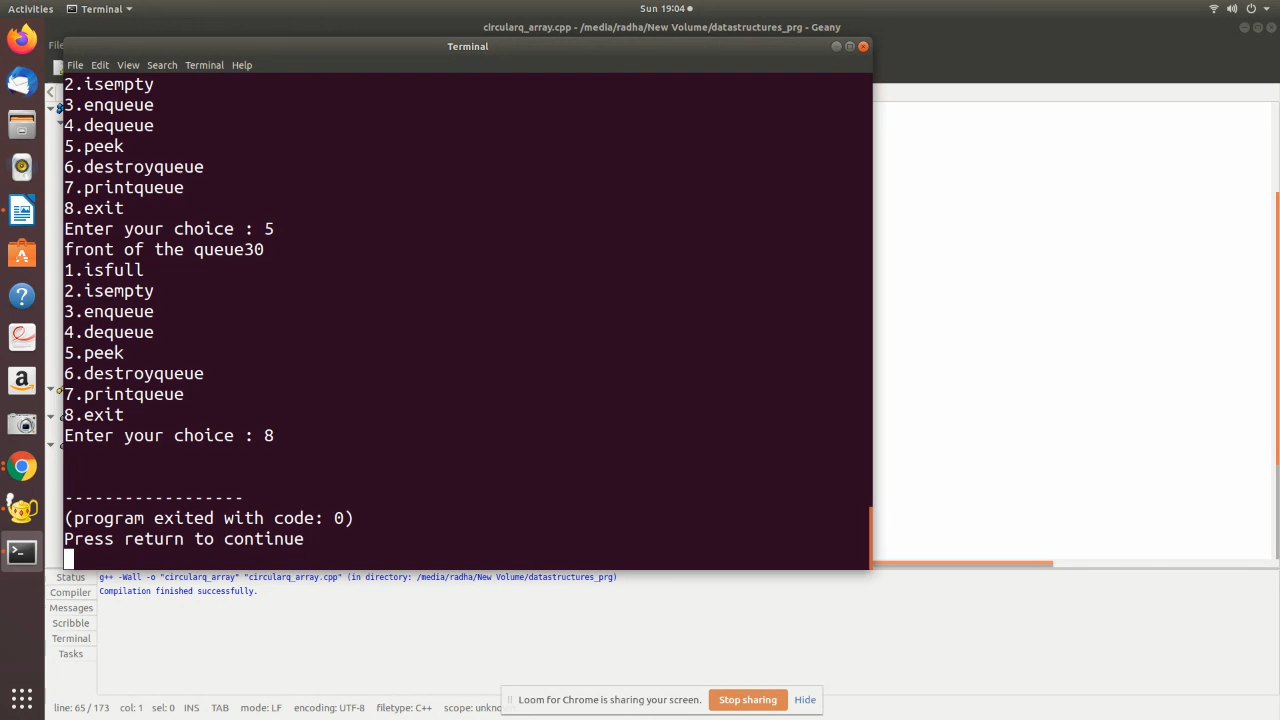 Activities
Terminal
Sun 19:04
circularq_array.cpp - /media/radha/New Volume/datastructures_prg - Geany
Terminal
File Edit View Search Terminal Help
2.isempty
3.enqueue
4.dequeue
5.peek
6.destroyqueue
7.printqueue
8.exit
Enter your choice : 5
front of the queue30
1.isfull
2.isempty
3.enqueue
4.dequeue
5.peek
6.destroyqueue
7.printqueue
8.exit
Enter your choice : 8
------------------
(program exited with code: 0)
Press return to continue
Status
Compiler
Messages
Scribble
Terminal
Tasks
g++ -Wall -o "circularq_array" "circularq_array.cpp" (in directory: /media/radha/New Volume/datastructures_prg)
Compilation finished successfully.
Loom for Chrome is sharing your screen. Stop sharing Hide
line: 65 / 173 col: 1 sel: 0 INS TAB mode: LF encoding: UTF-8 filetype: C++ scope: